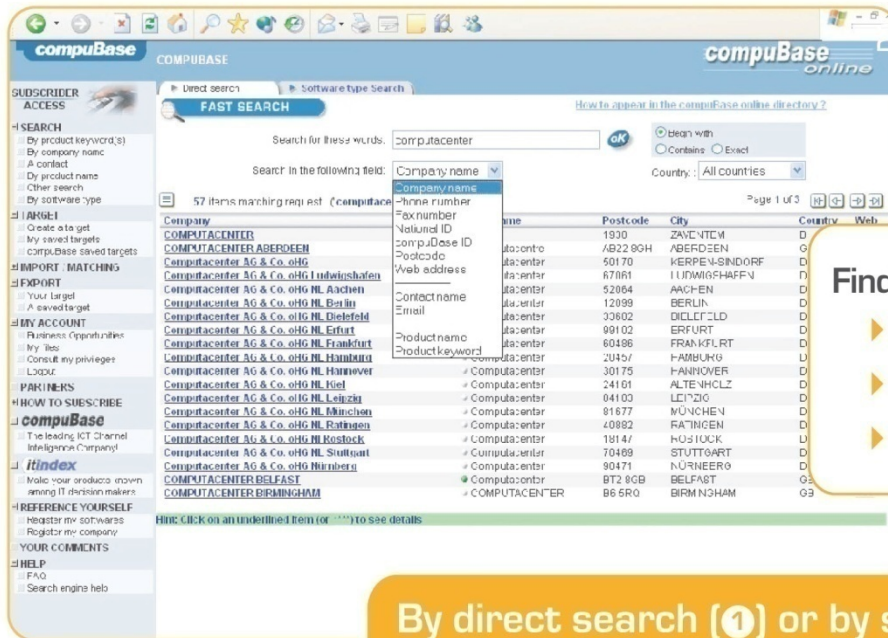 compuBase
COMPUBASE
compuBase
online
SUBSCRIBER
ACCESS
SEARCH
By product keyword(s)
By company name
A contact
By product name
Other search
By software type
TARGET
Create a target
My saved targets
compuBase saved targets
IMPORT / MATCHING
EXPORT
Your target
A saved target
MY ACCOUNT
Business Opportunities
My files
Consult my privileges
Logout
PARTNERS
HOW TO SUBSCRIBE
compuBase
The leading ICT Channel
Intelligence Company!
itindex
Make your products known
among IT decision makers
REFERENCE YOURSELF
Register my softwares
Register my company
YOUR COMMENTS
HELP
FAQ
Search engine help
Direct search
Software type Search
FAST SEARCH
How to appear in the compuBase online directory ?
Search for these words: computacenter
OK
Begin with
Contains Exact
Search in the following field: Company name
Country : All countries
Company name
Phone number
Fax number
National ID
compuBase ID
Postcode
Web address
Contact name
Email
Product name
Product keyword
57 items matching request ('computace
Page 1 of 3
Company Postcode City Country Web
COMPUTACENTER 1930 ZAVENTEM
COMPUTACENTER ABERDEEN AB22 8GH ABERDEEN
Computacenter AG & Co. oHG 50170 KERPEN-SINDORF
Computacenter AG & Co. oHG Ludwigshafen 67061 LUDWIGSHAFEN
Computacenter AG & Co. oHG NL Aachen 52064 AACHEN
Computacenter AG & Co. oHG NL Berlin 12099 BERLIN
Computacenter AG & Co. oHG NL Bielefeld 33602 BIELEFELD
Computacenter AG & Co. oHG NL Erfurt 99102 ERFURT
Computacenter AG & Co. oHG NL Frankfurt 60486 FRANKFURT
Computacenter AG & Co. oHG NL Hamburg 20457 HAMBURG
Computacenter AG & Co. oHG NL Hannover Computacenter 30175 HANNOVER
Computacenter AG & Co. oHG NL Kiel Computacenter 24161 ALTENHOLZ
Computacenter AG & Co. oHG NL Leipzig Computacenter 04103 LEIPZIG
Computacenter AG & Co. oHG NL München Computacenter 81677 MÜNCHEN
Computacenter AG & Co. oHG NL Ratingen Computacenter 40882 RATINGEN
Computacenter AG & Co. oHG Nl Rostock Computacenter 18147 ROSTOCK
Computacenter AG & Co. oHG NL Stuttgart Computacenter 70469 STUTTGART
Computacenter AG & Co. oHG Nürnberg Computacenter 90471 NÜRNBERG
COMPUTACENTER BELFAST Computacenter BT2 8GB BELFAST
COMPUTACENTER BIRMINGHAM COMPUTACENTER B6 5RQ BIRMINGHAM GB
Hint: Click on an underlined item (or "") to see details
Find
By direct search (1) or by s